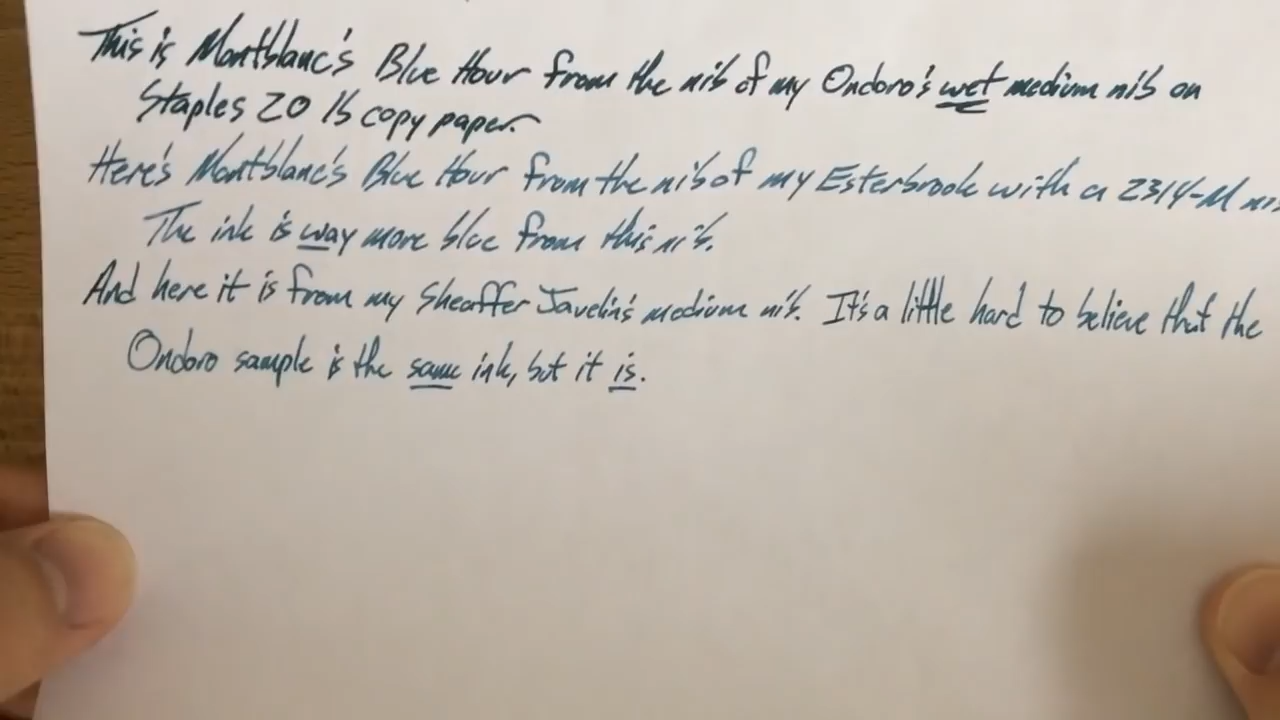 This is Montblanc's Blue Hour from the nib of my Ondoro's wet medium nib on
Staples 20 lb copy paper.
Here's Montblanc's Blue Hour from the nib of my Esterbrook with a 2314-M
The ink is way more blue from this nib.
And here it is from my Sheaffer Javelin's medium nib. It's a little hard to believe that the
Ondoro sample is the same ink, but it is.